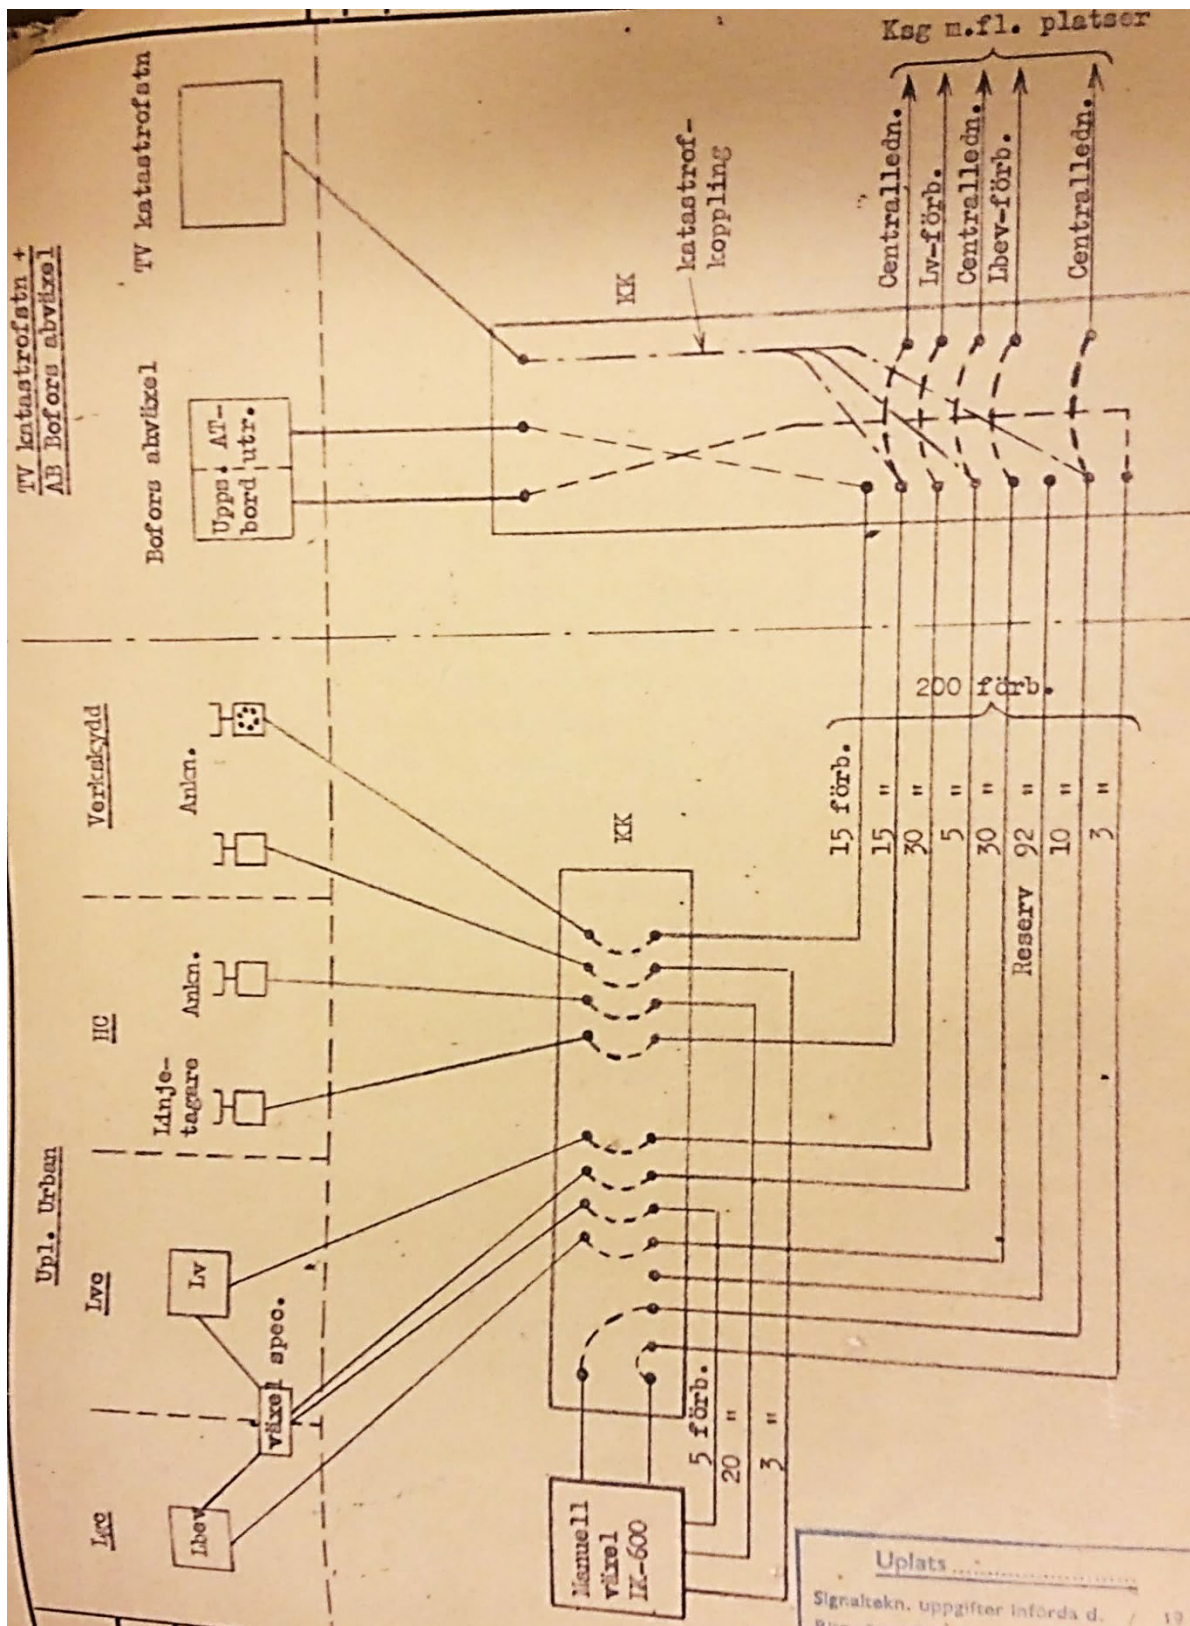 Ksg m.fl. platser
TV katastrofstn +
AB Bofors abväxel
TV katastrofstn
Bofors abväxel
Upps. AT-
bord utr.
KK
katastrof-
koppling
Centralledn.
Lv-förb.
Centralledn.
Lbev-förb.
Centralledn.
Upl. Urban
Verkskydd
Ankn.
HC
Ankn.
Linje-
tagare
Lvc
Lv
växel spec.
Lgc
Lbev
KK
200 förb.
15 förb.
15 "
30 "
5 "
30 "
Reserv 92 "
10 "
3 "
5 förb.
20 "
3 "
Manuell
växel
IK-600
Uplats
Signaltekn. uppgifter införda d. / 19